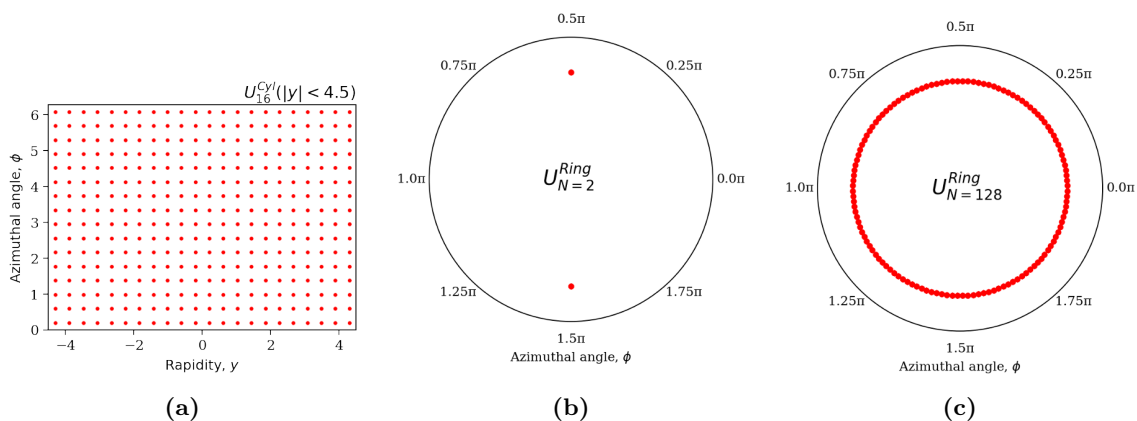 U_{16}^{Cyl}(|y| < 4.5)
Azimuthal angle, ϕ
6
5
4
3
2
1
0
−4
−2
0
2
4
Rapidity, y
(a)
0.5π
0.75π
0.25π
1.0π
U_{N=2}^{Ring}
0.0π
1.25π
1.75π
1.5π
Azimuthal angle, ϕ
(b)
0.5π
0.75π
0.25π
1.0π
U_{N=128}^{Ring}
0.0π
1.25π
1.75π
1.5π
Azimuthal angle, ϕ
(c)